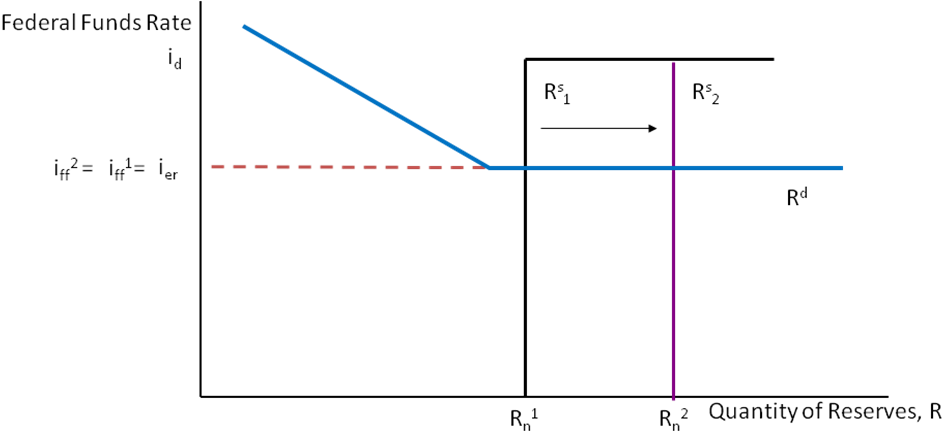 Federal Funds Rate
i_d
R^s_1
R^s_2
i_ff^2 = i_ff^1 = i_er
R^d
R_n^1
R_n^2
Quantity of Reserves, R